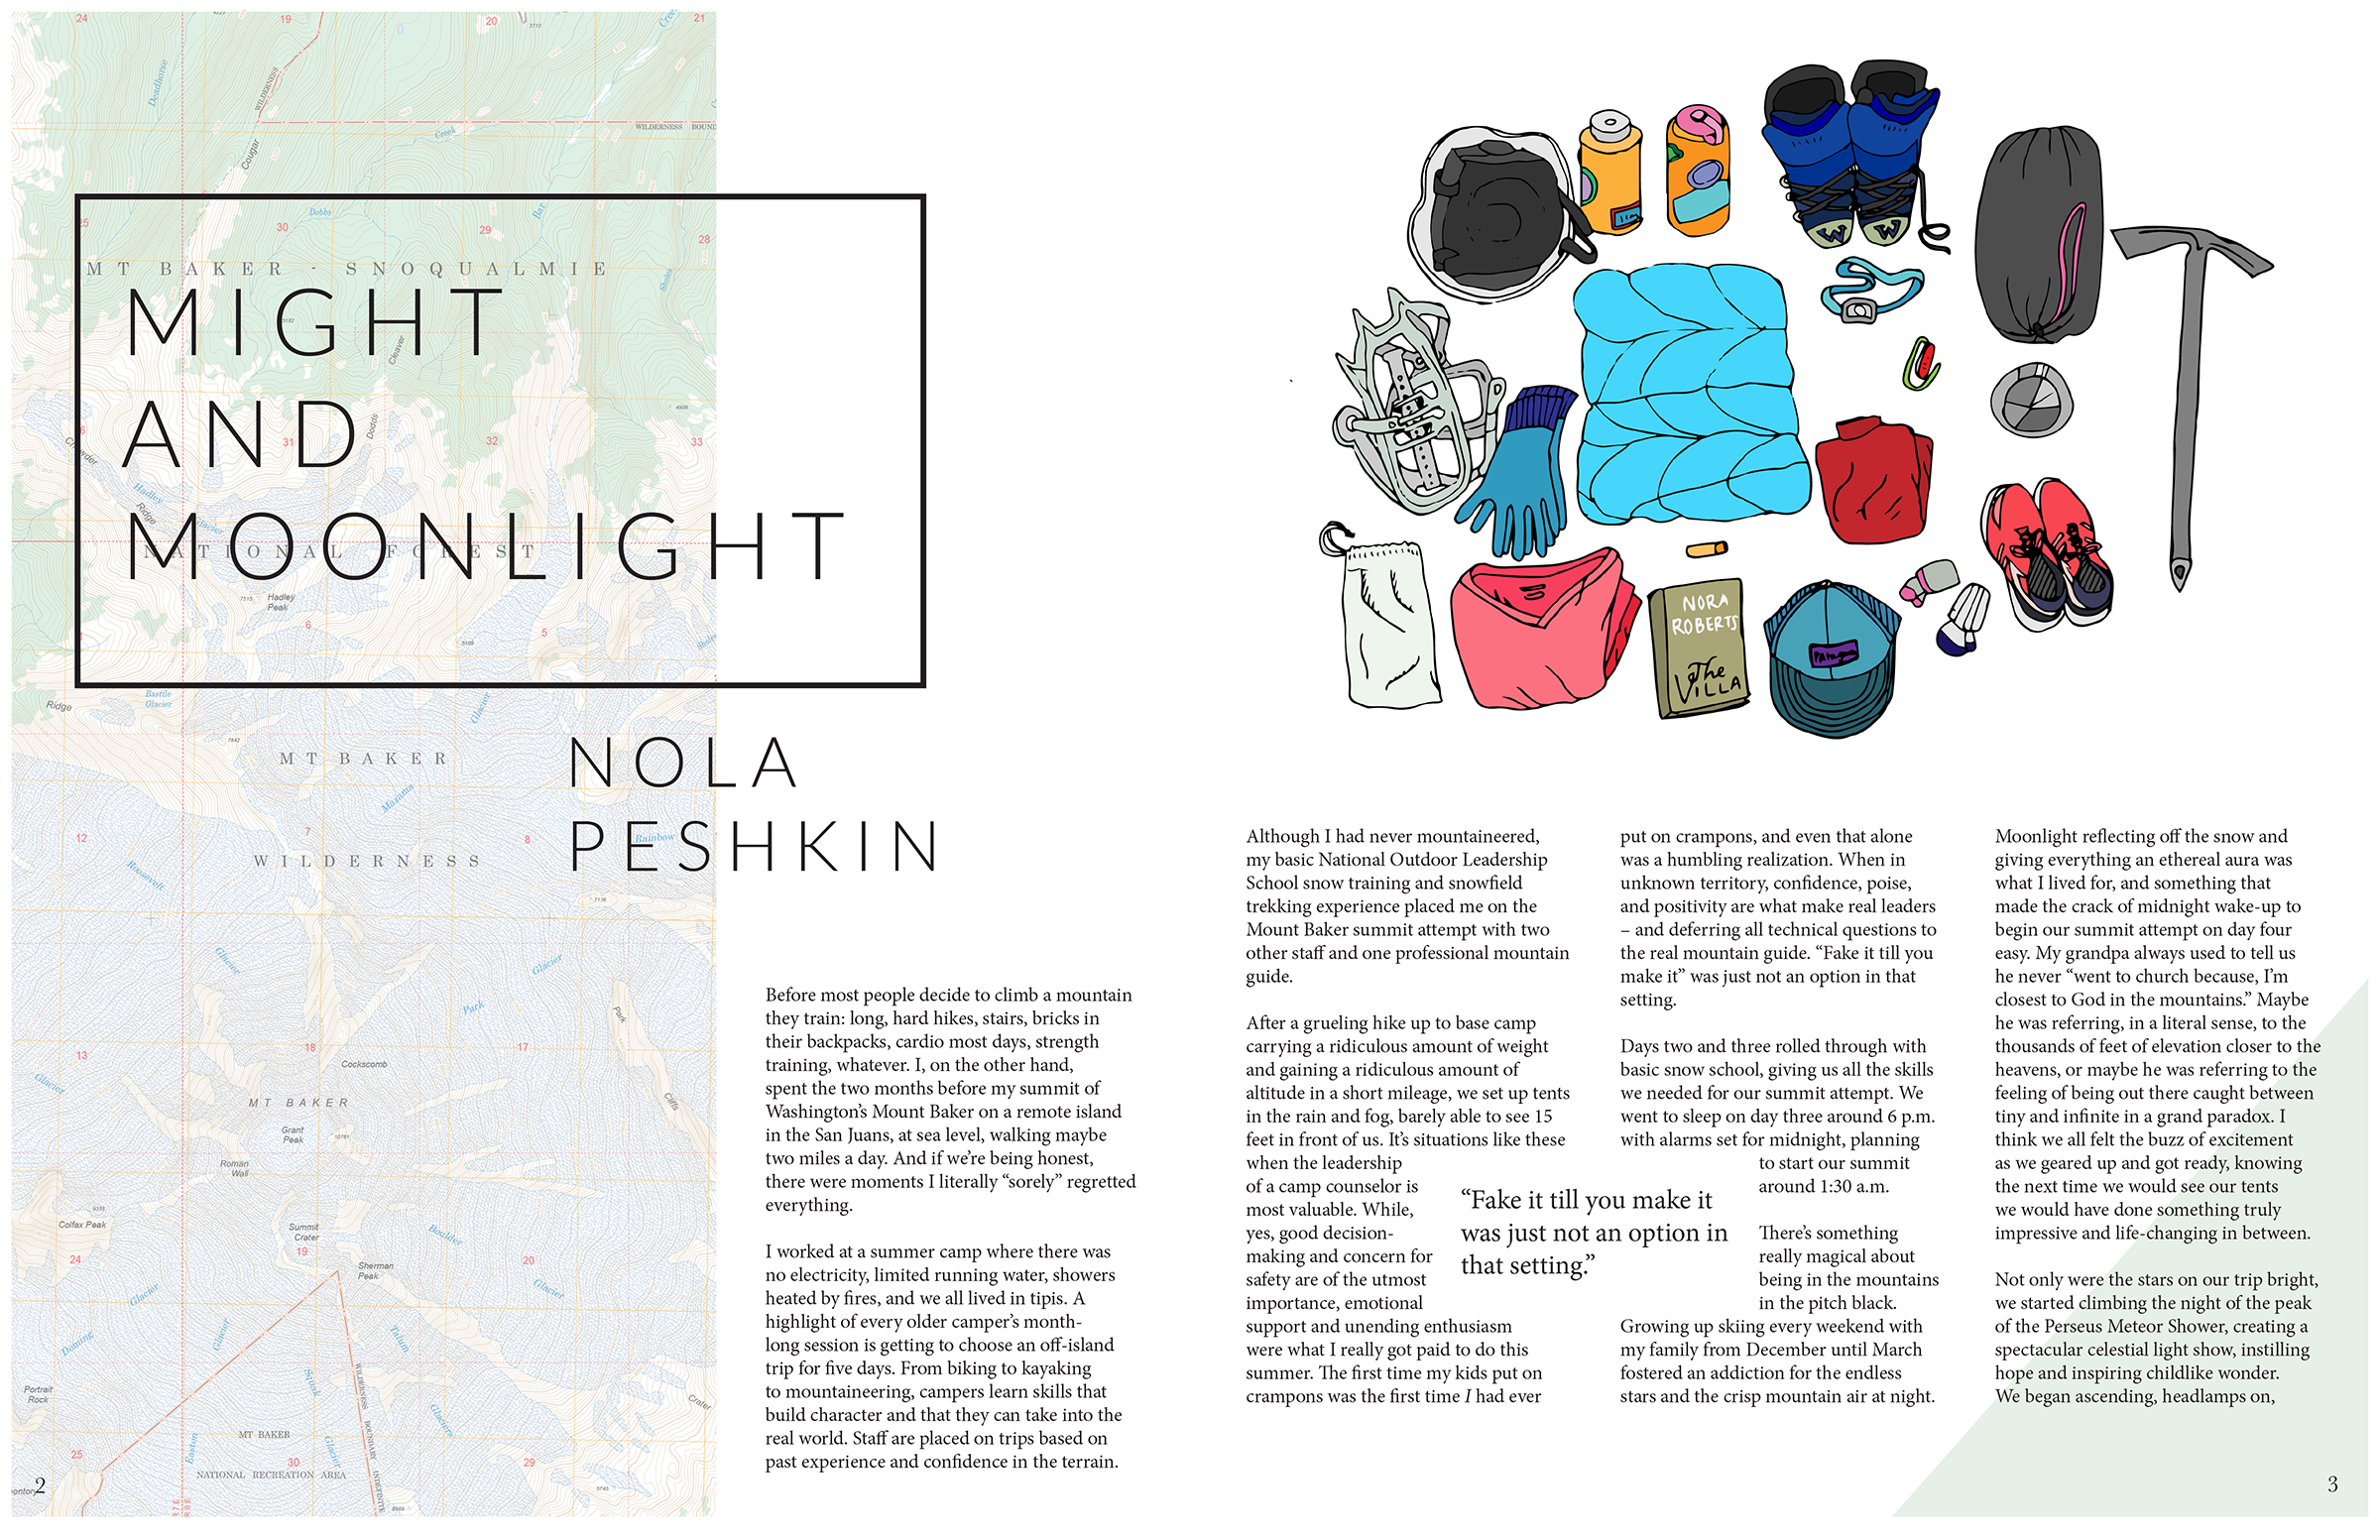 MIGHT
AND
MOONLIGHT
NOLA
PESHKIN
MT BAKER - SNOQUALMIE
NATIONAL FOREST
MT BAKER
WILDERNESS
MT BAKER
Grant
Peak
Roman
Wall
Cockscomb
Summit
Crater
Sherman
Peak
Colfax Peak
Portrait
Rock
Hadley
Peak
MT BAKER
NATIONAL RECREATION AREA
Before most people decide to climb a mountain
they train: long, hard hikes, stairs, bricks in
their backpacks, cardio most days, strength
training, whatever. I, on the other hand,
spent the two months before my summit of
Washington’s Mount Baker on a remote island
in the San Juans, at sea level, walking maybe
two miles a day. And if we’re being honest,
there were moments I literally “sorely” regretted
everything.
I worked at a summer camp where there was
no electricity, limited running water, showers
heated by fires, and we all lived in tipis. A
highlight of every older camper’s month-
long session is getting to choose an off-island
trip for five days. From biking to kayaking
to mountaineering, campers learn skills that
build character and that they can take into the
real world. Staff are placed on trips based on
past experience and confidence in the terrain.
2
NORA
ROBERTS
The
VILLA
Although I had never mountaineered,
my basic National Outdoor Leadership
School snow training and snowfield
trekking experience placed me on the
Mount Baker summit attempt with two
other staff and one professional mountain
guide.
After a grueling hike up to base camp
carrying a ridiculous amount of weight
and gaining a ridiculous amount of
altitude in a short mileage, we set up tents
in the rain and fog, barely able to see 15
feet in front of us. It’s situations like these
when the leadership
of a camp counselor is
most valuable. While,
yes, good decision-
making and concern for
safety are of the utmost
importance, emotional
support and unending enthusiasm
were what I really got paid to do this
summer. The first time my kids put on
crampons was the first time I had ever
“Fake it till you make it
was just not an option in
that setting.”
put on crampons, and even that alone
was a humbling realization. When in
unknown territory, confidence, poise,
and positivity are what make real leaders
– and deferring all technical questions to
the real mountain guide. “Fake it till you
make it” was just not an option in that
setting.
Days two and three rolled through with
basic snow school, giving us all the skills
we needed for our summit attempt. We
went to sleep on day three around 6 p.m.
with alarms set for midnight, planning
to start our summit
around 1:30 a.m.
There’s something
really magical about
being in the mountains
in the pitch black.
Growing up skiing every weekend with
my family from December until March
fostered an addiction for the endless
stars and the crisp mountain air at night.
Moonlight reflecting off the snow and
giving everything an ethereal aura was
what I lived for, and something that
made the crack of midnight wake-up to
begin our summit attempt on day four
easy. My grandpa always used to tell us
he never “went to church because, I’m
closest to God in the mountains.” Maybe
he was referring, in a literal sense, to the
thousands of feet of elevation closer to the
heavens, or maybe he was referring to the
feeling of being out there caught between
tiny and infinite in a grand paradox. I
think we all felt the buzz of excitement
as we geared up and got ready, knowing
the next time we would see our tents
we would have done something truly
impressive and life-changing in between.
Not only were the stars on our trip bright,
we started climbing the night of the peak
of the Perseus Meteor Shower, creating a
spectacular celestial light show, instilling
hope and inspiring childlike wonder.
We began ascending, headlamps on,
3